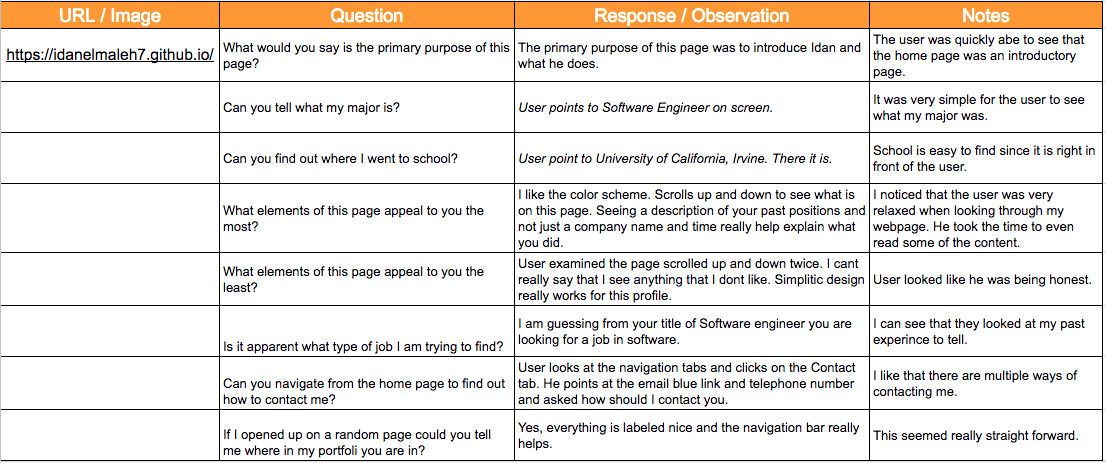 URL / Image Question Response / Observation Notes
https://idanelmaleh7.github.io/
What would you say is the primary purpose of this
page?
The primary purpose of this page was to introduce Idan and
what he does.
The user was quickly abe to see that
the home page was an introductory
page.
Can you tell what my major is?
User points to Software Engineer on screen.
It was very simple for the user to see
what my major was.
Can you find out where I went to school?
User point to University of California, Irvine. There it is.
School is easy to find since it is right in
front of the user.
What elements of this page appeal to you the
most?
I like the color scheme. Scrolls up and down to see what is
on this page. Seeing a description of your past positions and
not just a company name and time really help explain what
you did.
I noticed that the user was very
relaxed when looking through my
webpage. He took the time to even
read some of the content.
What elements of this page appeal to you the
least?
User examined the page scrolled up and down twice. I cant
really say that I see anything that I dont like. Simplitic design
really works for this profile.
User looked like he was being honest.
Is it apparent what type of job I am trying to find?
I am guessing from your title of Software engineer you are
looking for a job in software.
I can see that they looked at my past
experince to tell.
Can you navigate from the home page to find out
how to contact me?
User looks at the navigation tabs and clicks on the Contact
tab. He points at the email blue link and telephone number
and asked how should I contact you.
I like that there are multiple ways of
contacting me.
If I opened up on a random page could you tell
me where in my portfoli you are in?
Yes, everything is labeled nice and the navigation bar really
helps.
This seemed really straight forward.